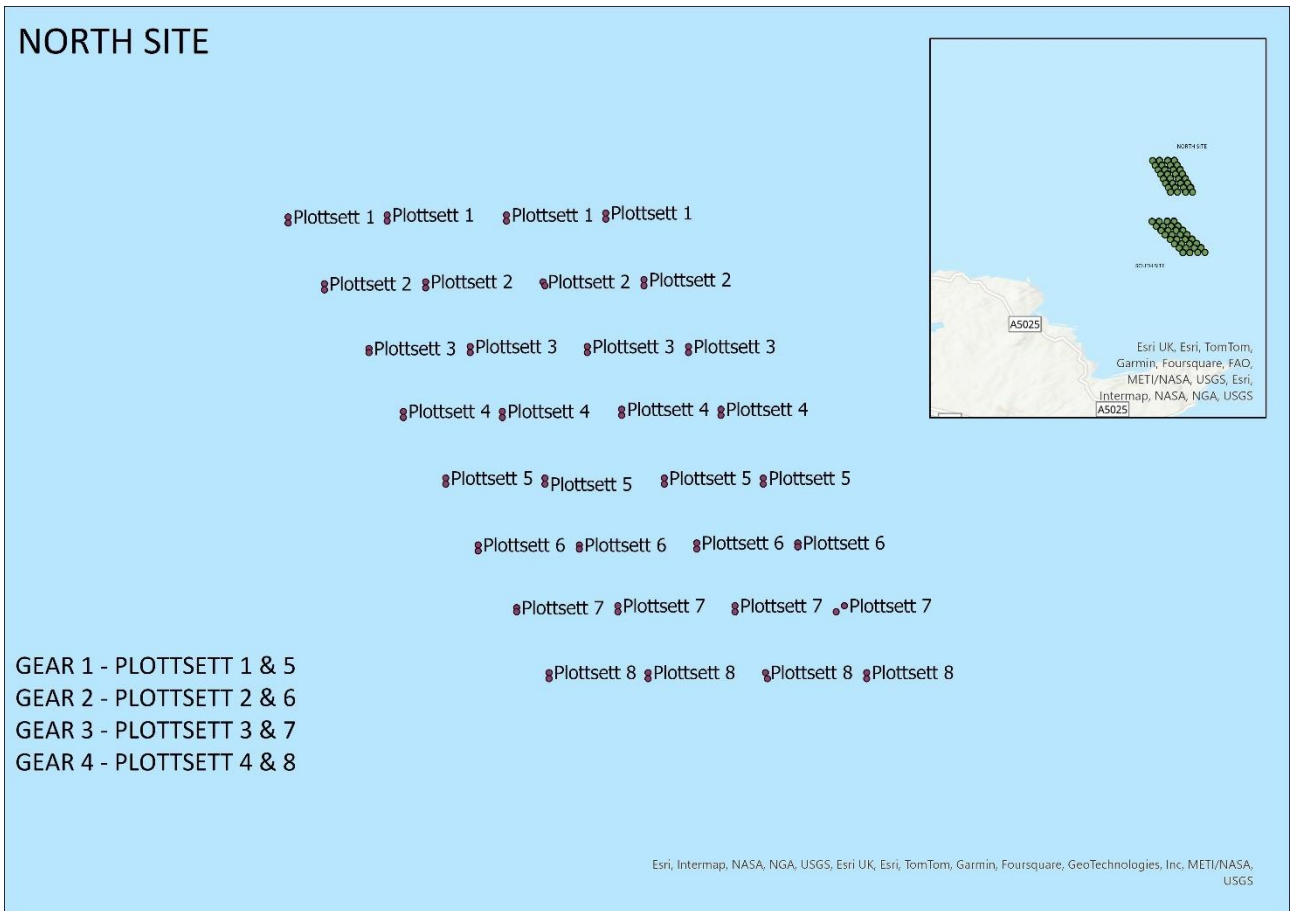 NORTH SITE
NORTH SITE
SOUTH SITE
A5025
Esri UK, Esri, TomTom,
Garmin, Foursquare, FAO,
METI/NASA, USGS, Esri,
Intermap, NASA, NGA, USGS
A5025
Plottsett 1 Plottsett 1 Plottsett 1 Plottsett 1
Plottsett 2 Plottsett 2 Plottsett 2 Plottsett 2
Plottsett 3 Plottsett 3 Plottsett 3 Plottsett 3
Plottsett 4 Plottsett 4 Plottsett 4 Plottsett 4
Plottsett 5 Plottsett 5 Plottsett 5 Plottsett 5
Plottsett 6 Plottsett 6 Plottsett 6 Plottsett 6
Plottsett 7 Plottsett 7 Plottsett 7 Plottsett 7
Plottsett 8 Plottsett 8 Plottsett 8 Plottsett 8
GEAR 1 - PLOTTSETT 1 & 5
GEAR 2 - PLOTTSETT 2 & 6
GEAR 3 - PLOTTSETT 3 & 7
GEAR 4 - PLOTTSETT 4 & 8
Esri, Intermap, NASA, NGA, USGS, Esri UK, Esri, TomTom, Garmin, Foursquare, GeoTechnologies, Inc, METI/NASA,
USGS